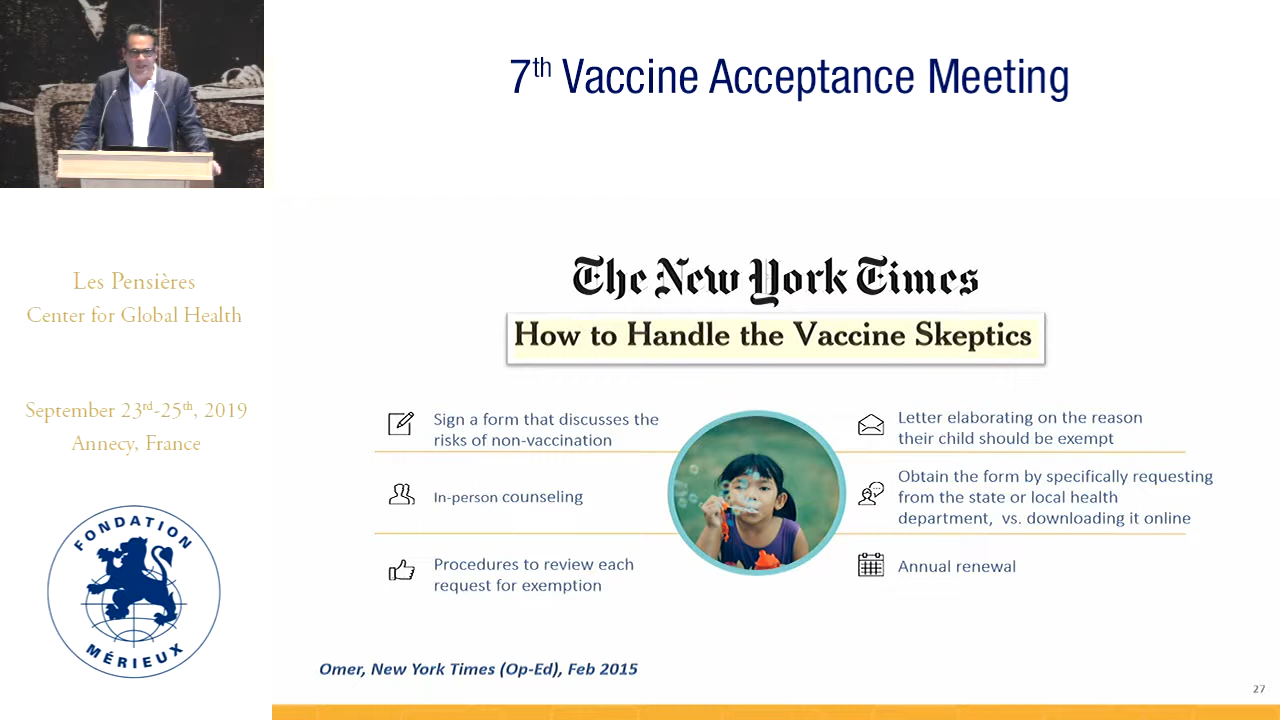 7th Vaccine Acceptance Meeting
Les Pensières
Center for Global Health
September 23rd-25th, 2019
Annecy, France
FONDATION
MÉRIEUX
The New York Times
How to Handle the Vaccine Skeptics
Sign a form that discusses the
risks of non-vaccination
In-person counseling
Procedures to review each
request for exemption
Letter elaborating on the reason
their child should be exempt
Obtain the form by specifically requesting
from the state or local health
department, vs. downloading it online
Annual renewal
Omer, New York Times (Op-Ed), Feb 2015
27